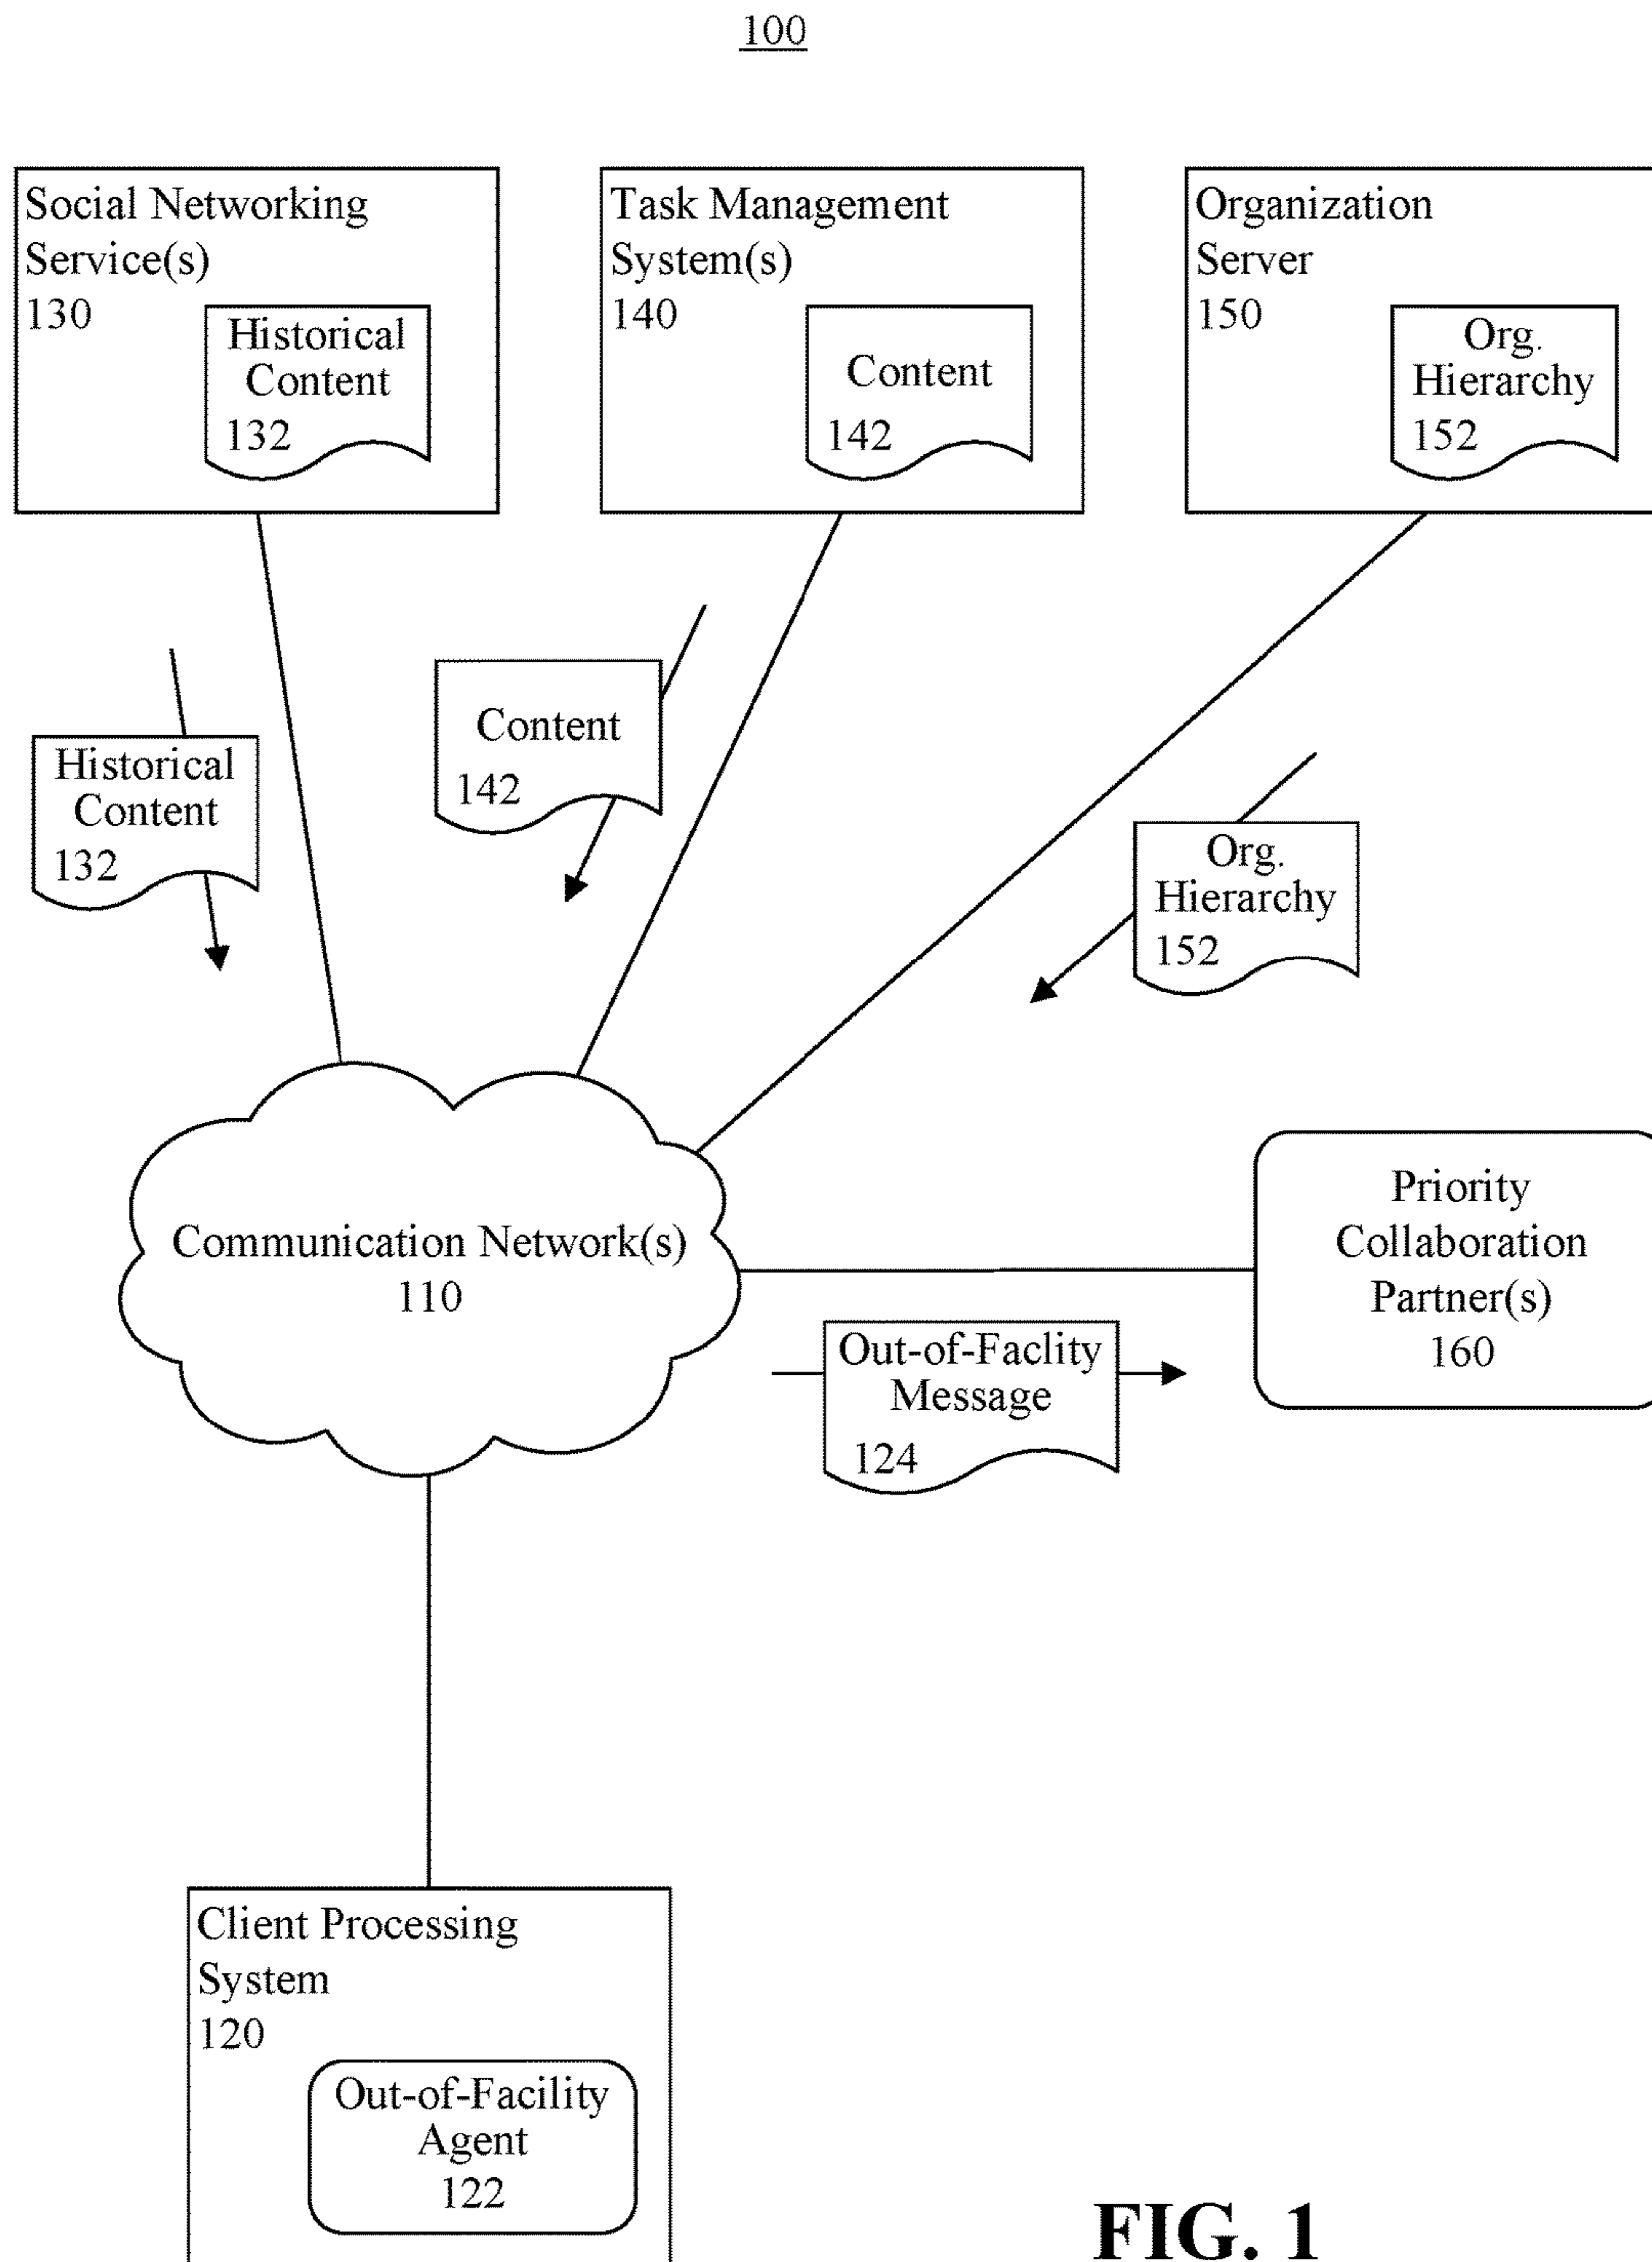 100
Social Networking
Service(s)
130
Historical
Content
132
Task Management
System(s)
140
Content
142
Organization
Server
150
Org.
Hierarchy
152
Historical
Content
132
Content
142
Org.
Hierarchy
152
Communication Network(s)
110
Priority
Collaboration
Partner(s)
160
Out-of-Faclity
Message
124
Client Processing
System
120
Out-of-Facility
Agent
122
FIG. 1